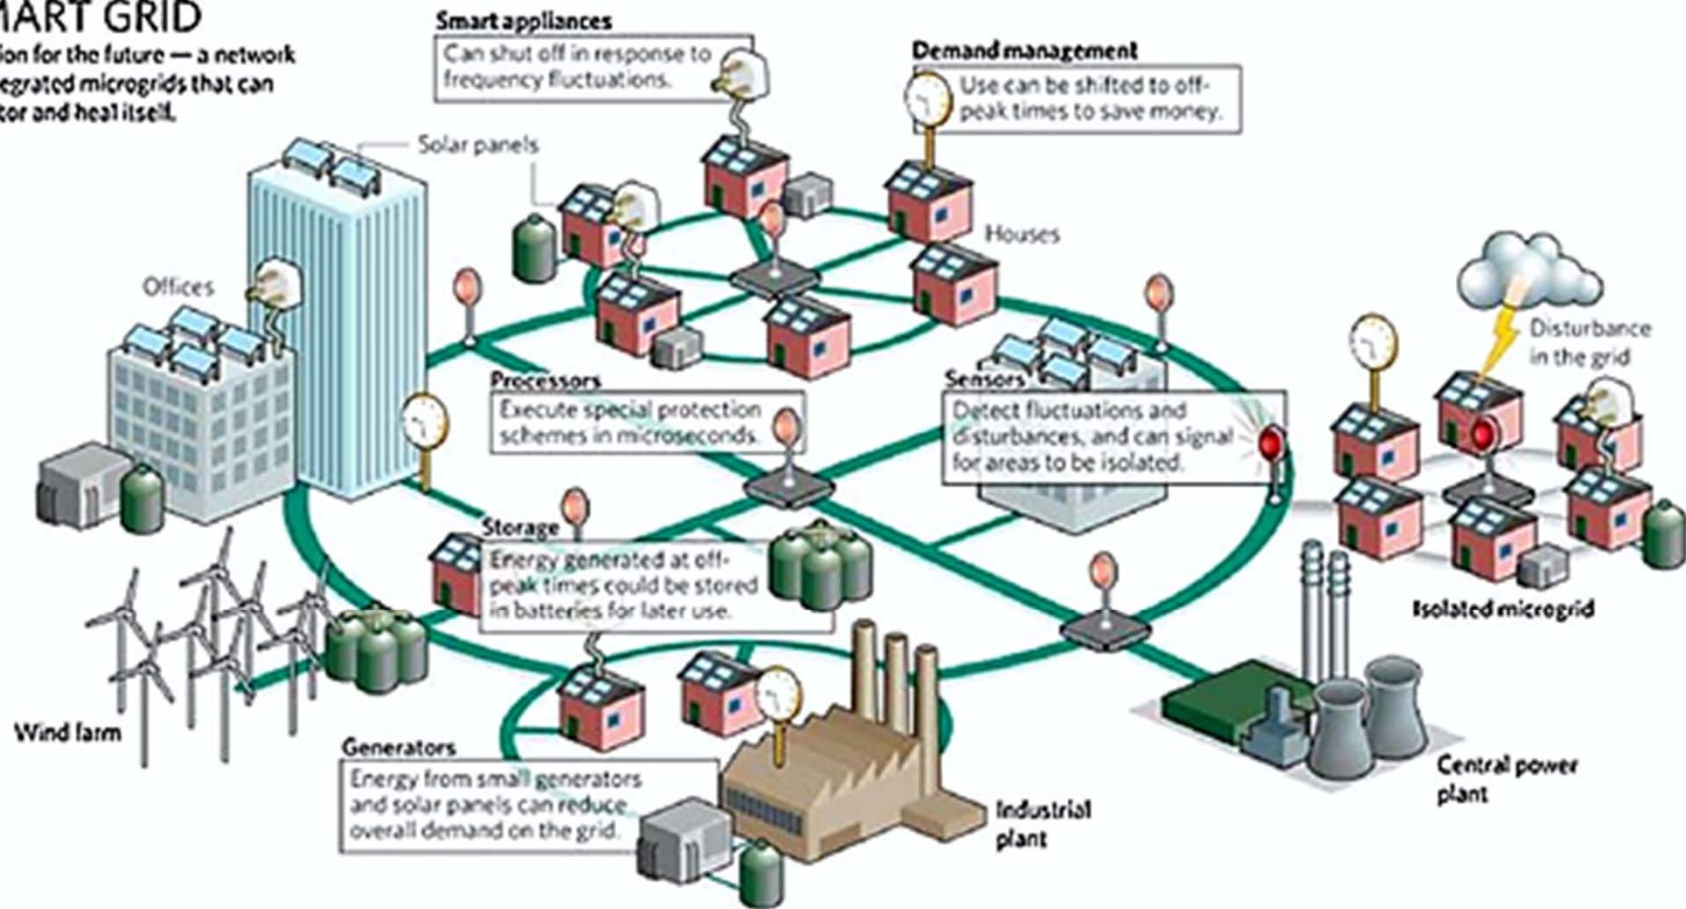 MART GRID
ion for the future — a network
egrated microgrids that can
tor and heal itself.
Smart appliances
Can shut off in response to
frequency fluctuations.
Demand management
Use can be shifted to off-
peak times to save money.
Solar panels
Houses
Offices
Disturbance
in the grid
Processors
Execute special protection
schemes in microseconds.
Sensors
Detect fluctuations and
disturbances, and can signal
for areas to be isolated.
Storage
Energy generated at off-
peak times could be stored
in batteries for later use.
Isolated microgrid
Wind farm
Generators
Energy from small generators
and solar panels can reduce
overall demand on the grid.
Industrial
plant
Central power
plant